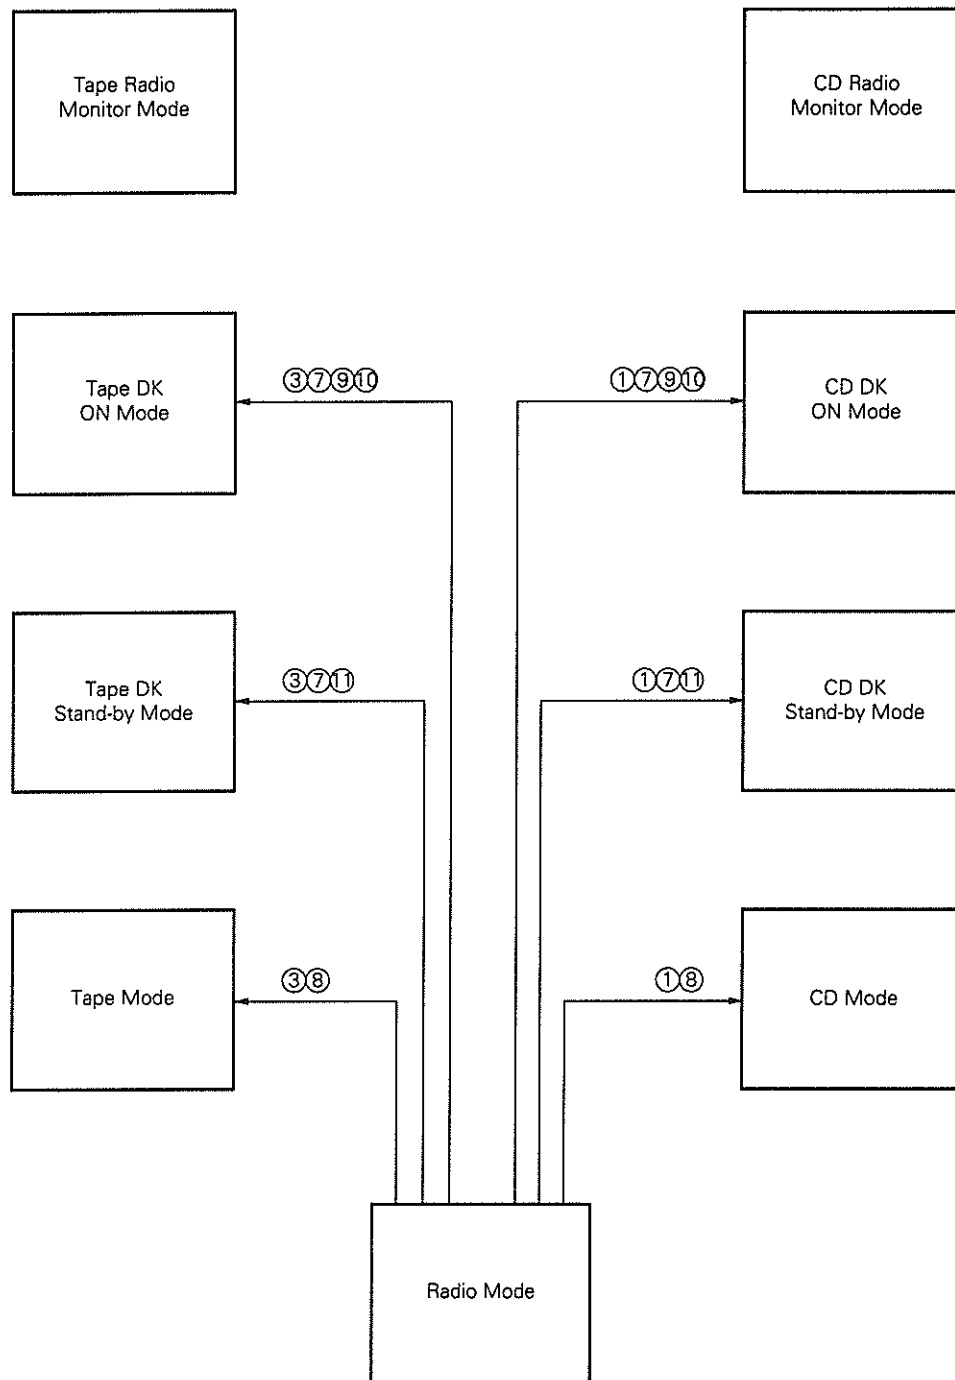 Tape Radio
Monitor Mode
CD Radio
Monitor Mode
Tape DK
ON Mode
③⑦⑨⑩
①⑦⑨⑩
CD DK
ON Mode
Tape DK
Stand-by Mode
③⑦⑪
①⑦⑪
CD DK
Stand-by Mode
Tape Mode
③⑧
①⑧
CD Mode
Radio Mode